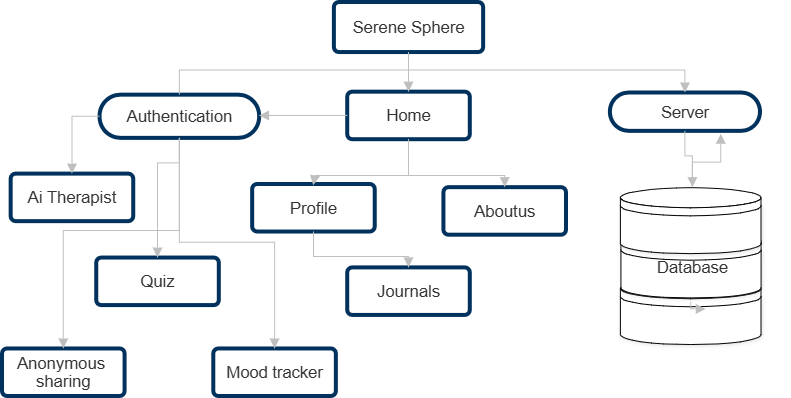 Serene Sphere
Authentication
Home
Server
Ai Therapist
Profile
Aboutus
Quiz
Journals
Database
Anonymous
sharing
Mood tracker